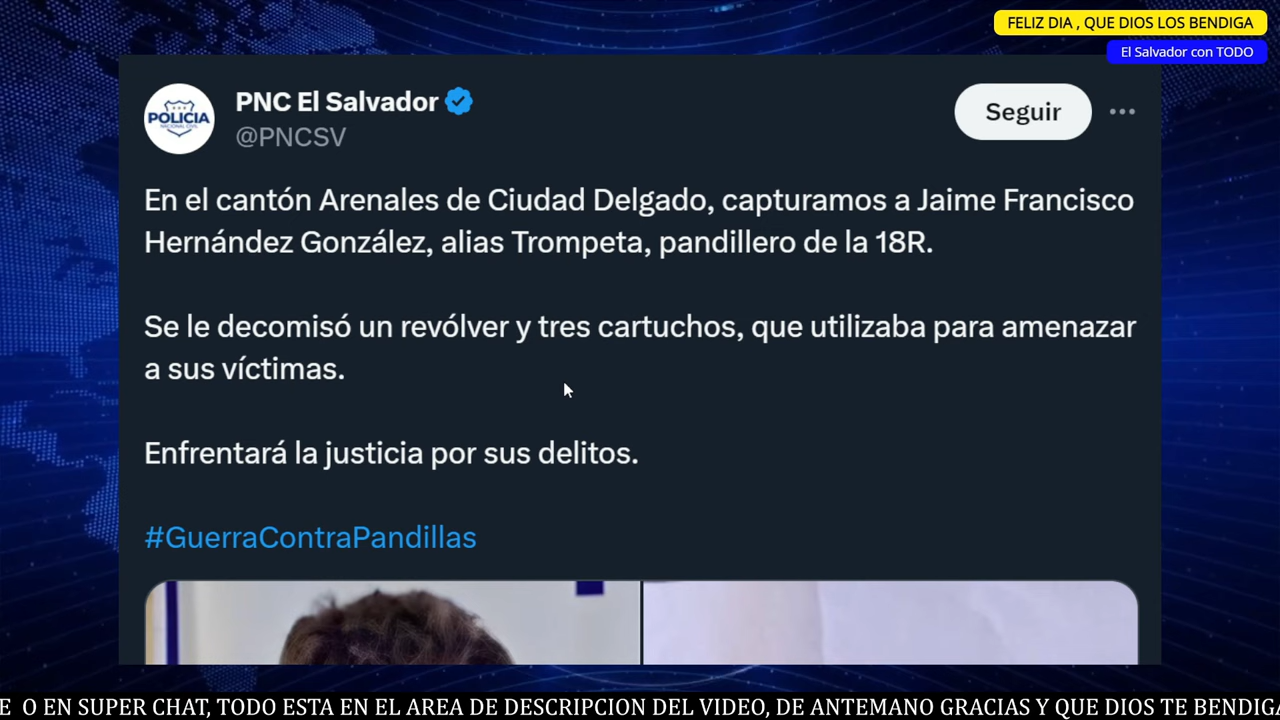 FELIZ DIA , QUE DIOS LOS BENDIGA
El Salvador con TODO
POLICIA
NACIONAL CIVIL
PNC El Salvador
@PNCSV
Seguir
En el cantón Arenales de Ciudad Delgado, capturamos a Jaime Francisco
Hernández González, alias Trompeta, pandillero de la 18R.
Se le decomisó un revólver y tres cartuchos, que utilizaba para amenazar
a sus víctimas.
Enfrentará la justicia por sus delitos.
#GuerraContraPandillas
E O EN SUPER CHAT, TODO ESTA EN EL AREA DE DESCRIPCION DEL VIDEO, DE ANTEMANO GRACIAS Y QUE DIOS TE BENDIGA